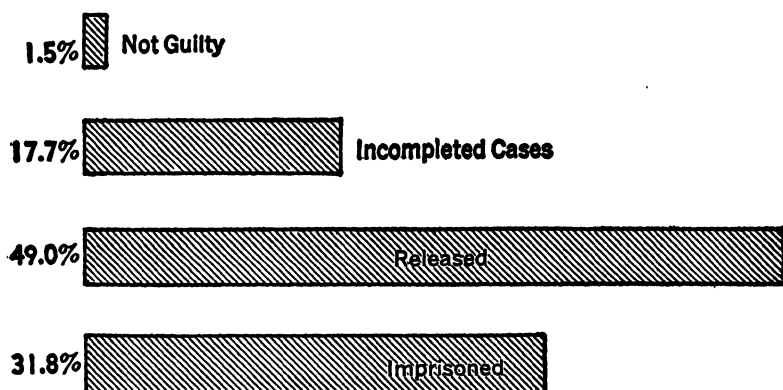 1.5% Not Guilty
17.7% Incompleted Cases
49.0% Released
31.8% Imprisoned